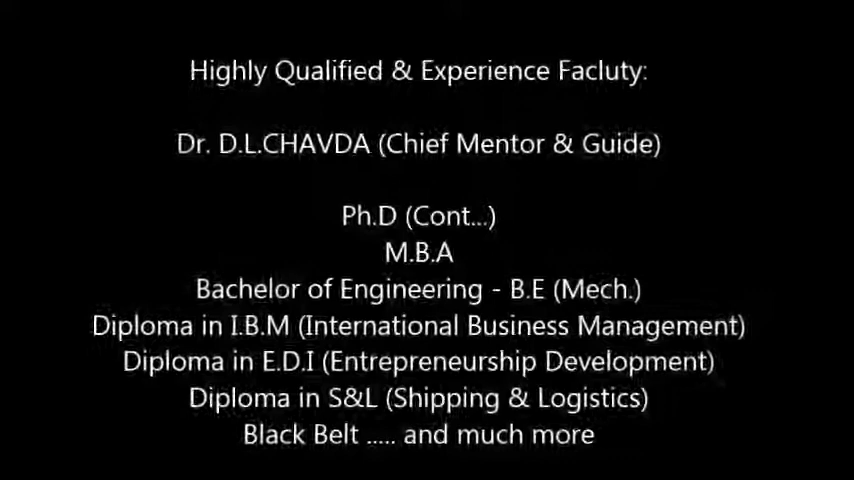 Highly Qualified & Experience Facluty:
Dr. D.L.CHAVDA (Chief Mentor & Guide)
Ph.D (Cont...)
M.B.A
Bachelor of Engineering - B.E (Mech.)
Diploma in I.B.M (International Business Management)
Diploma in E.D.I (Entrepreneurship Development)
Diploma in S&L (Shipping & Logistics)
Black Belt ..... and much more